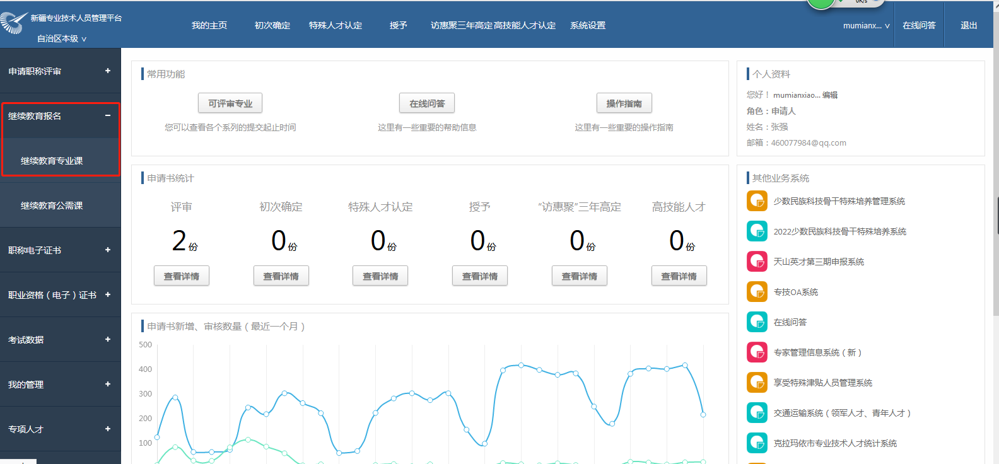 0K/s
新疆专业技术人员管理平台
自治区本级 ∨
我的主页 初次确定 特殊人才认定 授予 访惠聚三年高定高技能人才认定 系统设置
mumianx... ∨ 在线问答 退出
申请职称评审 +
继续教育报名 −
继续教育专业课
继续教育公需课
职称电子证书 +
职业资格（电子）证书 +
考试数据 +
我的管理 +
专项人才 +
常用功能
可评审专业 在线问答 操作指南
您可以查看各个系列的提交起止时间 这里有一些重要的帮助信息 这里有一些重要的操作指南
申请书统计
评审 初次确定 特殊人才认定 授予 “访惠聚”三年高定 高技能人才
2份 0份 0份 0份 0份 0份
查看详情 查看详情 查看详情 查看详情 查看详情 查看详情
申请书新增、审核数量（最近一个月）
500
400
300
200
100
个人资料
您好！ mumianxiao... 编辑
角色：申请人
姓名：张强
邮箱：460077984@qq.com
其他业务系统
少数民族科技骨干特殊培养管理系统
2022少数民族科技骨干特殊培养系统
天山英才第三期申报系统
专技OA系统
在线问答
专家管理信息系统（新）
享受特殊津贴人员管理系统
交通运输系统（领军人才、青年人才）
克拉玛依市专业技术人才统计系统